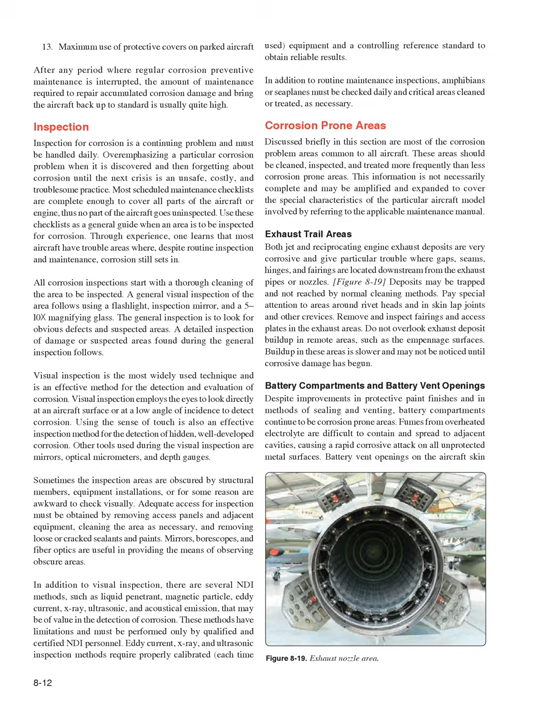 13. Maximum use of protective covers on parked aircraft
After any period where regular corrosion preventive
maintenance is interrupted, the amount of maintenance
required to repair accumulated corrosion damage and bring
the aircraft back up to standard is usually quite high.
Inspection
Inspection for corrosion is a continuing problem and must
be handled daily. Overemphasizing a particular corrosion
problem when it is discovered and then forgetting about
corrosion until the next crisis is an unsafe, costly, and
troublesome practice. Most scheduled maintenance checklists
are complete enough to cover all parts of the aircraft or
engine, thus no part of the aircraft goes uninspected. Use these
checklists as a general guide when an area is to be inspected
for corrosion. Through experience, one learns that most
aircraft have trouble areas where, despite routine inspection
and maintenance, corrosion still sets in.
All corrosion inspections start with a thorough cleaning of
the area to be inspected. A general visual inspection of the
area follows using a flashlight, inspection mirror, and a 5–
10X magnifying glass. The general inspection is to look for
obvious defects and suspected areas. A detailed inspection
of damage or suspected areas found during the general
inspection follows.
Visual inspection is the most widely used technique and
is an effective method for the detection and evaluation of
corrosion. Visual inspection employs the eyes to look directly
at an aircraft surface or at a low angle of incidence to detect
corrosion. Using the sense of touch is also an effective
inspection method for the detection of hidden, well-developed
corrosion. Other tools used during the visual inspection are
mirrors, optical micrometers, and depth gauges.
Sometimes the inspection areas are obscured by structural
members, equipment installations, or for some reason are
awkward to check visually. Adequate access for inspection
must be obtained by removing access panels and adjacent
equipment, cleaning the area as necessary, and removing
loose or cracked sealants and paints. Mirrors, borescopes, and
fiber optics are useful in providing the means of observing
obscure areas.
In addition to visual inspection, there are several NDI
methods, such as liquid penetrant, magnetic particle, eddy
current, x-ray, ultrasonic, and acoustical emission, that may
be of value in the detection of corrosion. These methods have
limitations and must be performed only by qualified and
certified NDI personnel. Eddy current, x-ray, and ultrasonic
inspection methods require properly calibrated (each time
used) equipment and a controlling reference standard to
obtain reliable results.
In addition to routine maintenance inspections, amphibians
or seaplanes must be checked daily and critical areas cleaned
or treated, as necessary.
Corrosion Prone Areas
Discussed briefly in this section are most of the corrosion
problem areas common to all aircraft. These areas should
be cleaned, inspected, and treated more frequently than less
corrosion prone areas. This information is not necessarily
complete and may be amplified and expanded to cover
the special characteristics of the particular aircraft model
involved by referring to the applicable maintenance manual.
Exhaust Trail Areas
Both jet and reciprocating engine exhaust deposits are very
corrosive and give particular trouble where gaps, seams,
hinges, and fairings are located downstream from the exhaust
pipes or nozzles. [Figure 8-19] Deposits may be trapped
and not reached by normal cleaning methods. Pay special
attention to areas around rivet heads and in skin lap joints
and other crevices. Remove and inspect fairings and access
plates in the exhaust areas. Do not overlook exhaust deposit
buildup in remote areas, such as the empennage surfaces.
Buildup in these areas is slower and may not be noticed until
corrosive damage has begun.
Battery Compartments and Battery Vent Openings
Despite improvements in protective paint finishes and in
methods of sealing and venting, battery compartments
continue to be corrosion prone areas. Fumes from overheated
electrolyte are difficult to contain and spread to adjacent
cavities, causing a rapid corrosive attack on all unprotected
metal surfaces. Battery vent openings on the aircraft skin
Figure 8-19. Exhaust nozzle area.
8-12